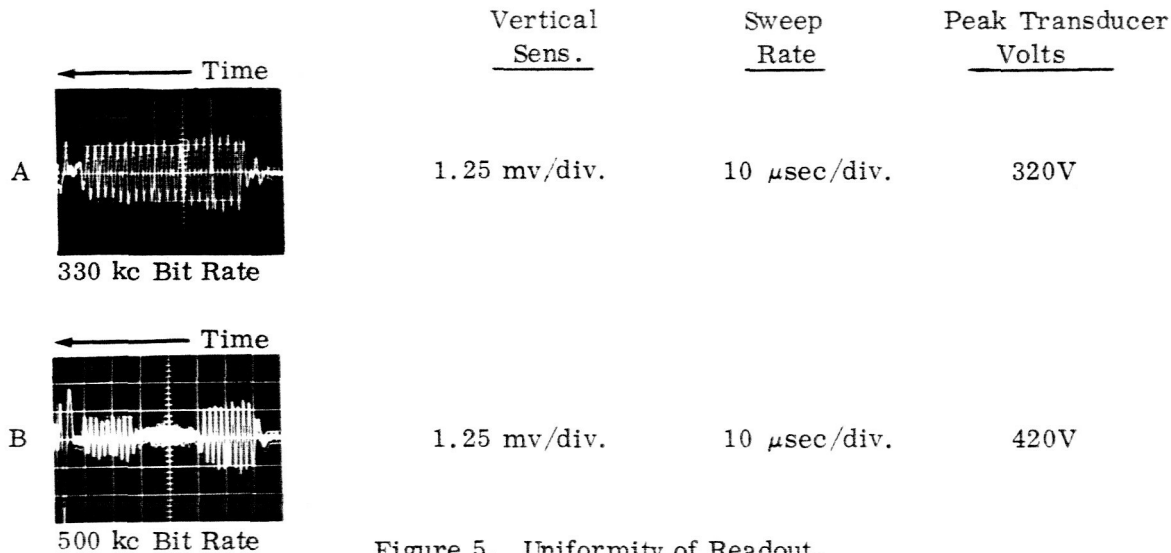 Vertical Sweep Peak Transducer
Sens. Rate Volts
Time
A 1.25 mv/div. 10 μsec/div. 320V
330 kc Bit Rate
Time
B 1.25 mv/div. 10 μsec/div. 420V
500 kc Bit Rate
Figure 5. Uniformity of Readout